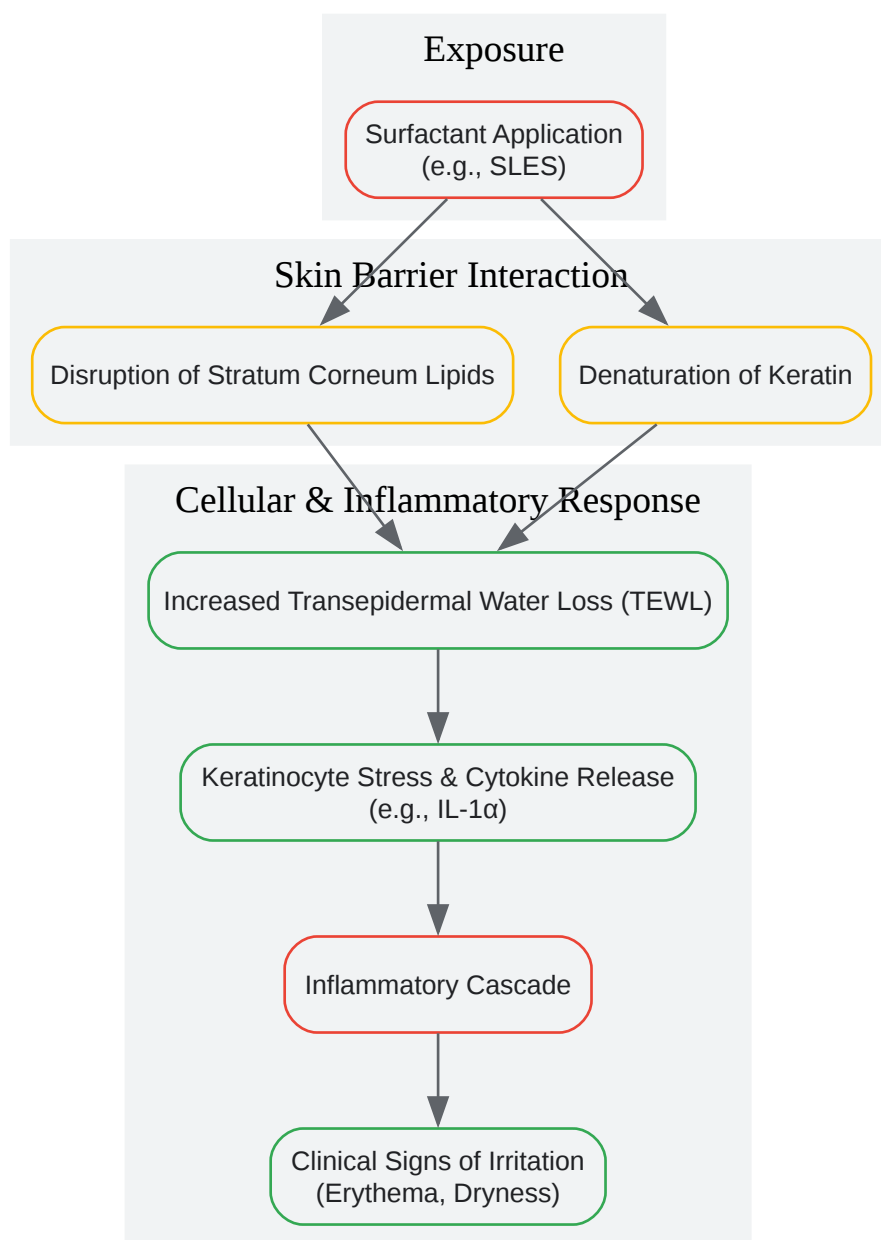 Exposure
Surfactant Application
(e.g., SLES)
Skin Barrier Interaction
Disruption of Stratum Corneum Lipids
Denaturation of Keratin
Cellular & Inflammatory Response
Increased Transepidermal Water Loss (TEWL)
Keratinocyte Stress & Cytokine Release
(e.g., IL-1α)
Inflammatory Cascade
Clinical Signs of Irritation
(Erythema, Dryness)